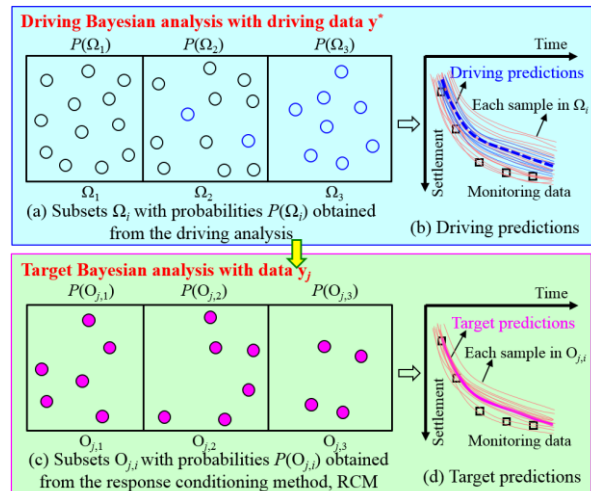 Driving Bayesian analysis with driving data y*
P(Ω1) P(Ω2) P(Ω3)
Ω1 Ω2 Ω3
(a) Subsets Ωi with probabilities P(Ωi) obtained
from the driving analysis
Time
Driving predictions
Each sample in Ωi
Settlement
Monitoring data
(b) Driving predictions
Target Bayesian analysis with data yj
P(Oj,1) P(Oj,2) P(Oj,3)
Oj,1 Oj,2 Oj,3
(c) Subsets Oj,i with probabilities P(Oj,i) obtained
from the response conditioning method, RCM
Time
Target predictions
Each sample in Oj,i
Settlement
Monitoring data
(d) Target predictions